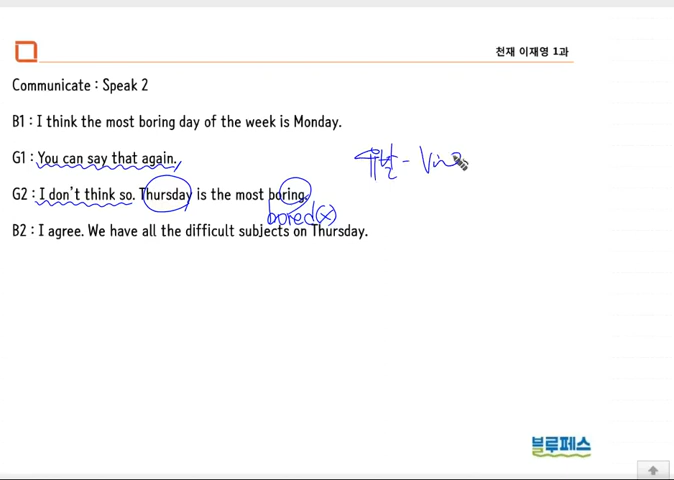 천재 이재영 1과
Communicate : Speak 2
B1 : I think the most boring day of the week is Monday.
G1 : You can say that again.
유발 -
G2 : I don't think so. Thursday is the most boring.
bored(x)
B2 : I agree. We have all the difficult subjects on Thursday.
블루페스